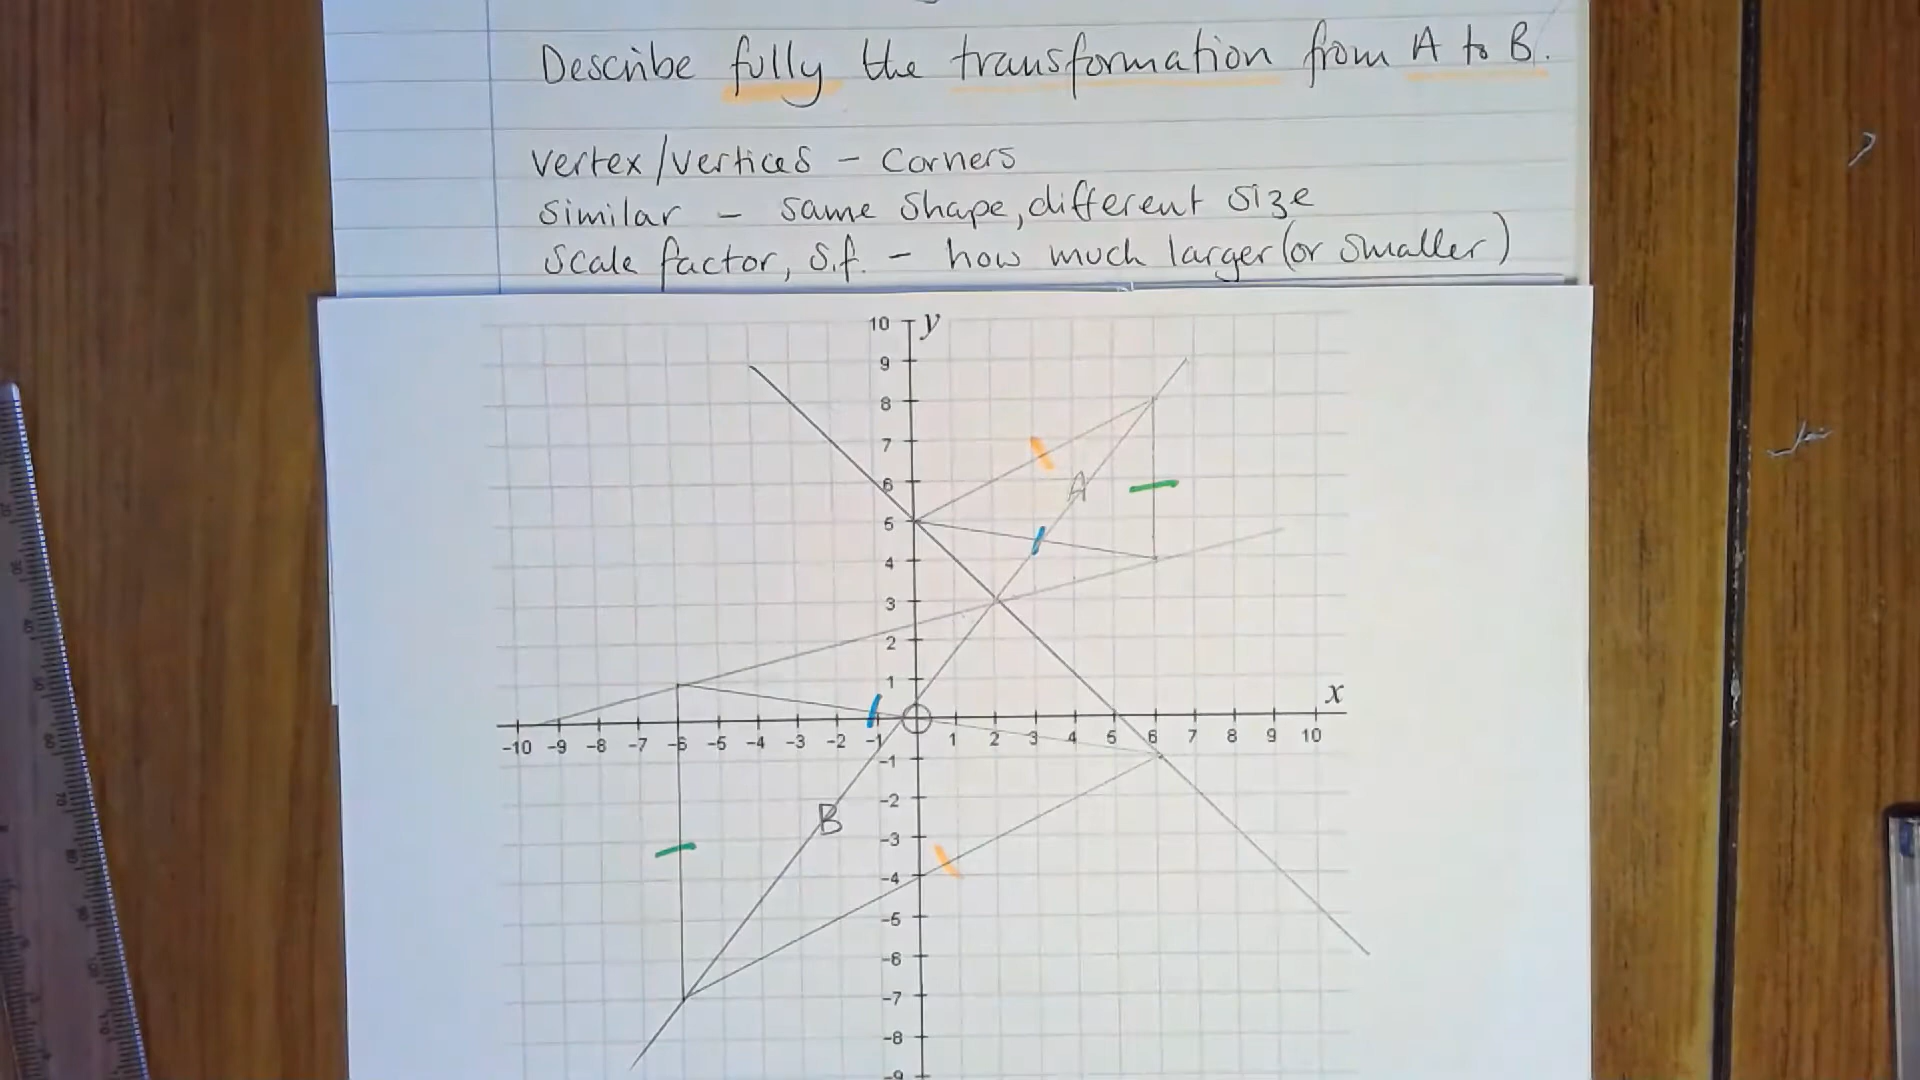 Describe fully the transformation from A to B.
vertex/vertices - corners
similar - same shape, different size
scale factor, s.f. - how much larger (or smaller)
10 y
9
8
7
A
6
5
4
3
2
1
x
-10 -9 -8 -7 -6 -5 -4 -3 -2 -1 1 2 3 4 5 6 7 8 9 10
-1
-2
B
-3
-4
-5
-6
-7
-8
-9